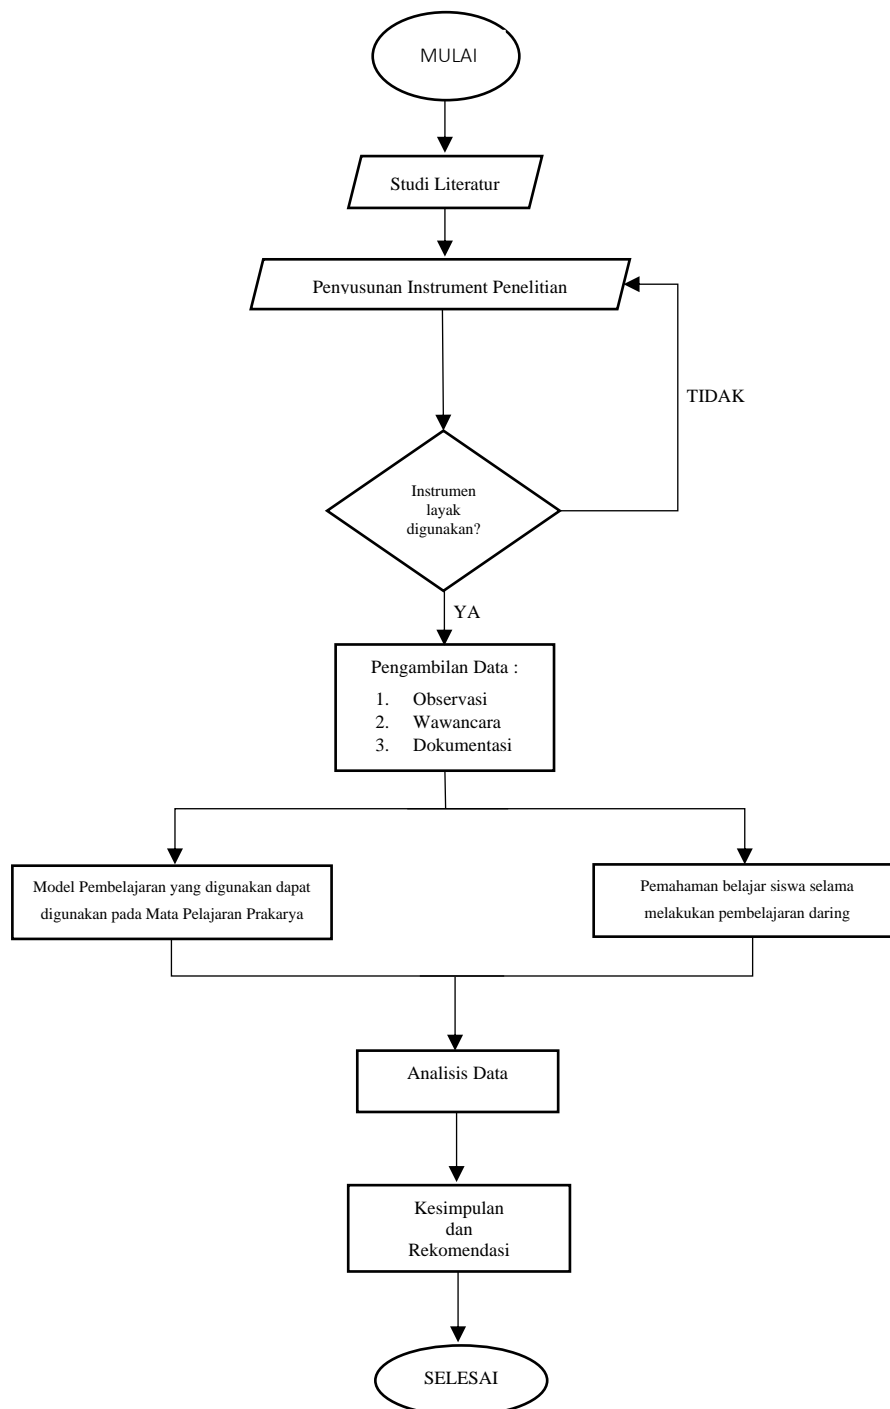 MULAI
Studi Literatur
Penyusunan Instrument Penelitian
TIDAK
Instrumen
layak
digunakan?
YA
Pengambilan Data :
1. Observasi
2. Wawancara
3. Dokumentasi
Model Pembelajaran yang digunakan dapat
digunakan pada Mata Pelajaran Prakarya
Pemahaman belajar siswa selama
melakukan pembelajaran daring
Analisis Data
Kesimpulan
dan
Rekomendasi
SELESAI